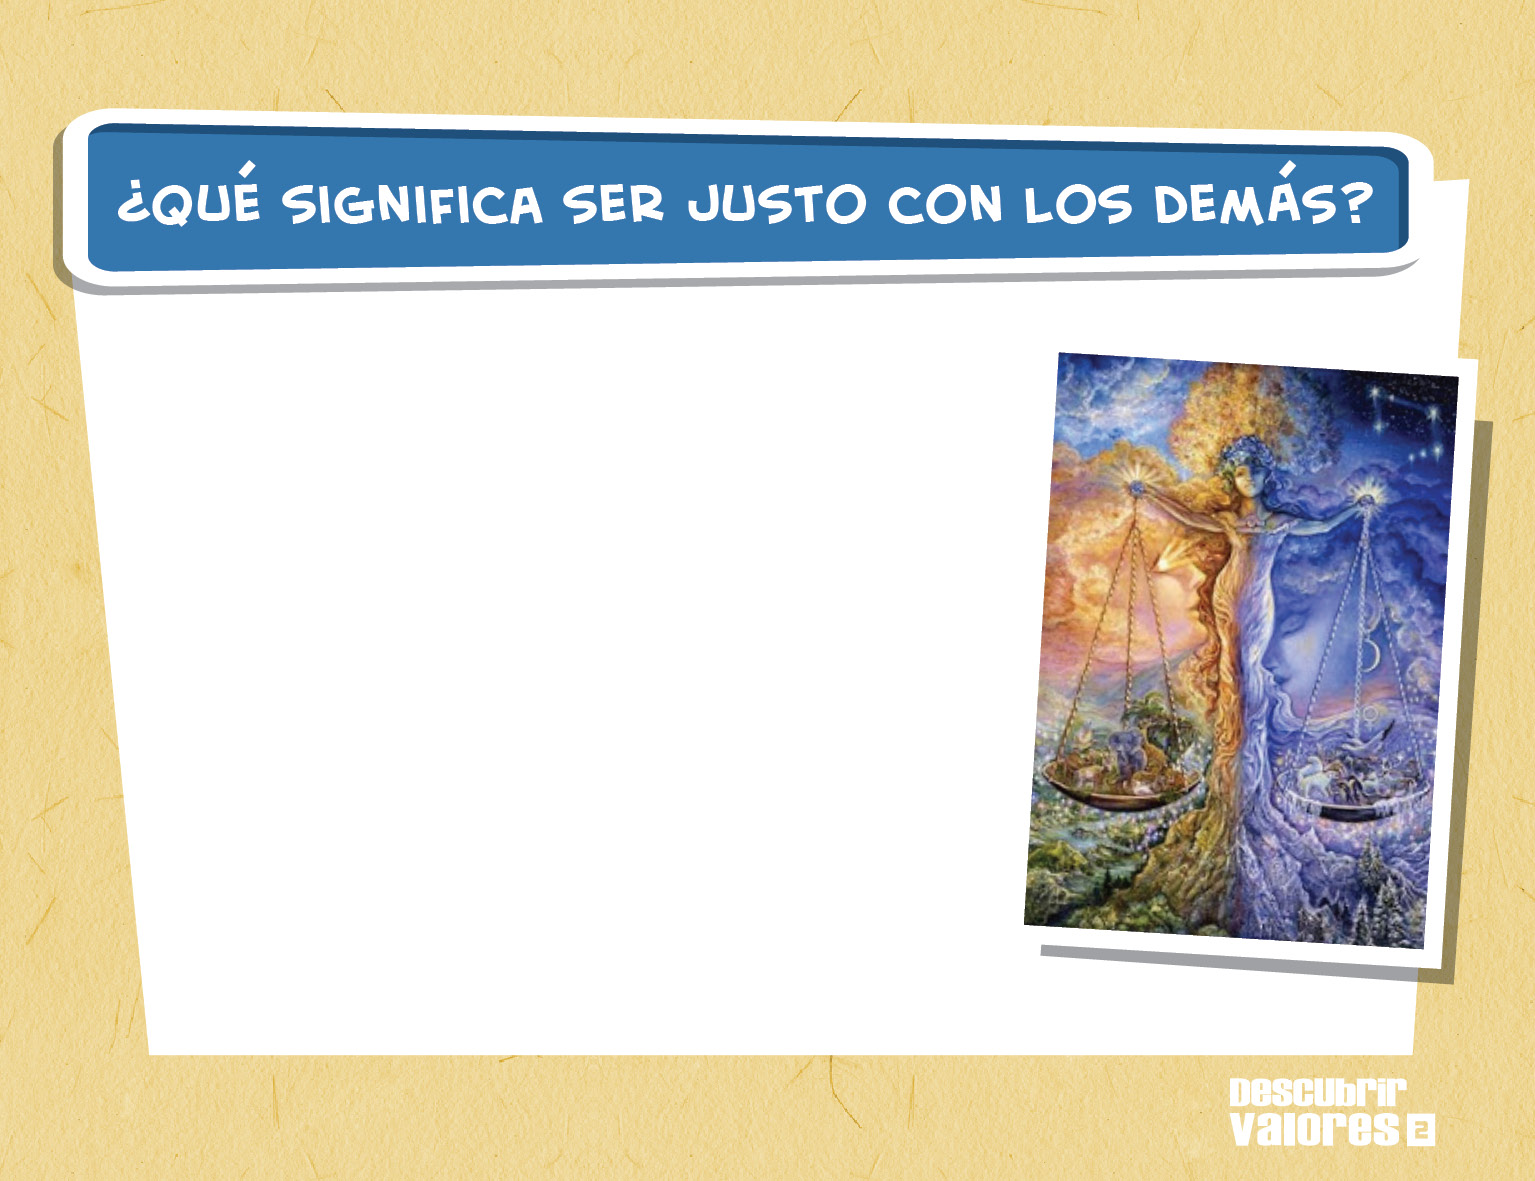 ¿QUÉ SIGNIFICA SER JUSTO CON LOS DEMÁS?
Descubrir
valores 2